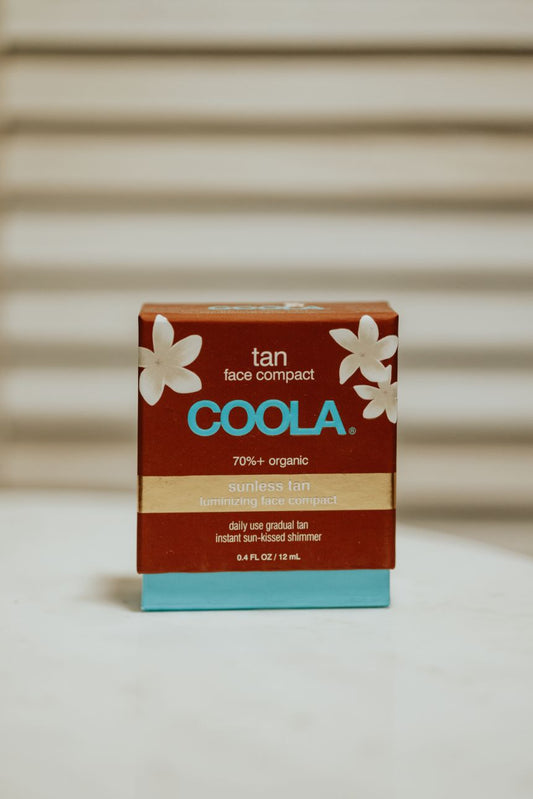 COOLA
tan
face compact
COOLA®
70%+ organic
sunless tan
luminizing face compact
daily use gradual tan
instant sun-kissed shimmer
0.4 FL OZ / 12 mL